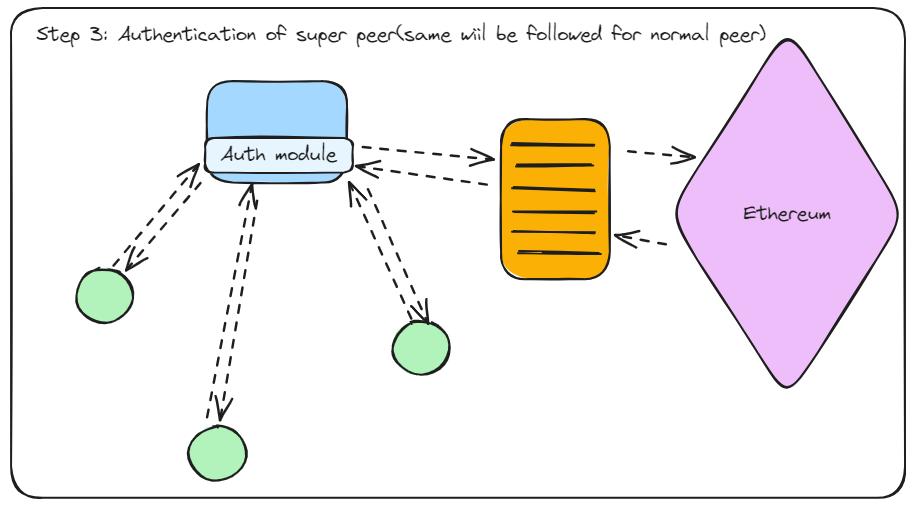 Step 3: Authentication of super peer(same wiil be followed for normal peer)
Auth module
Ethereum